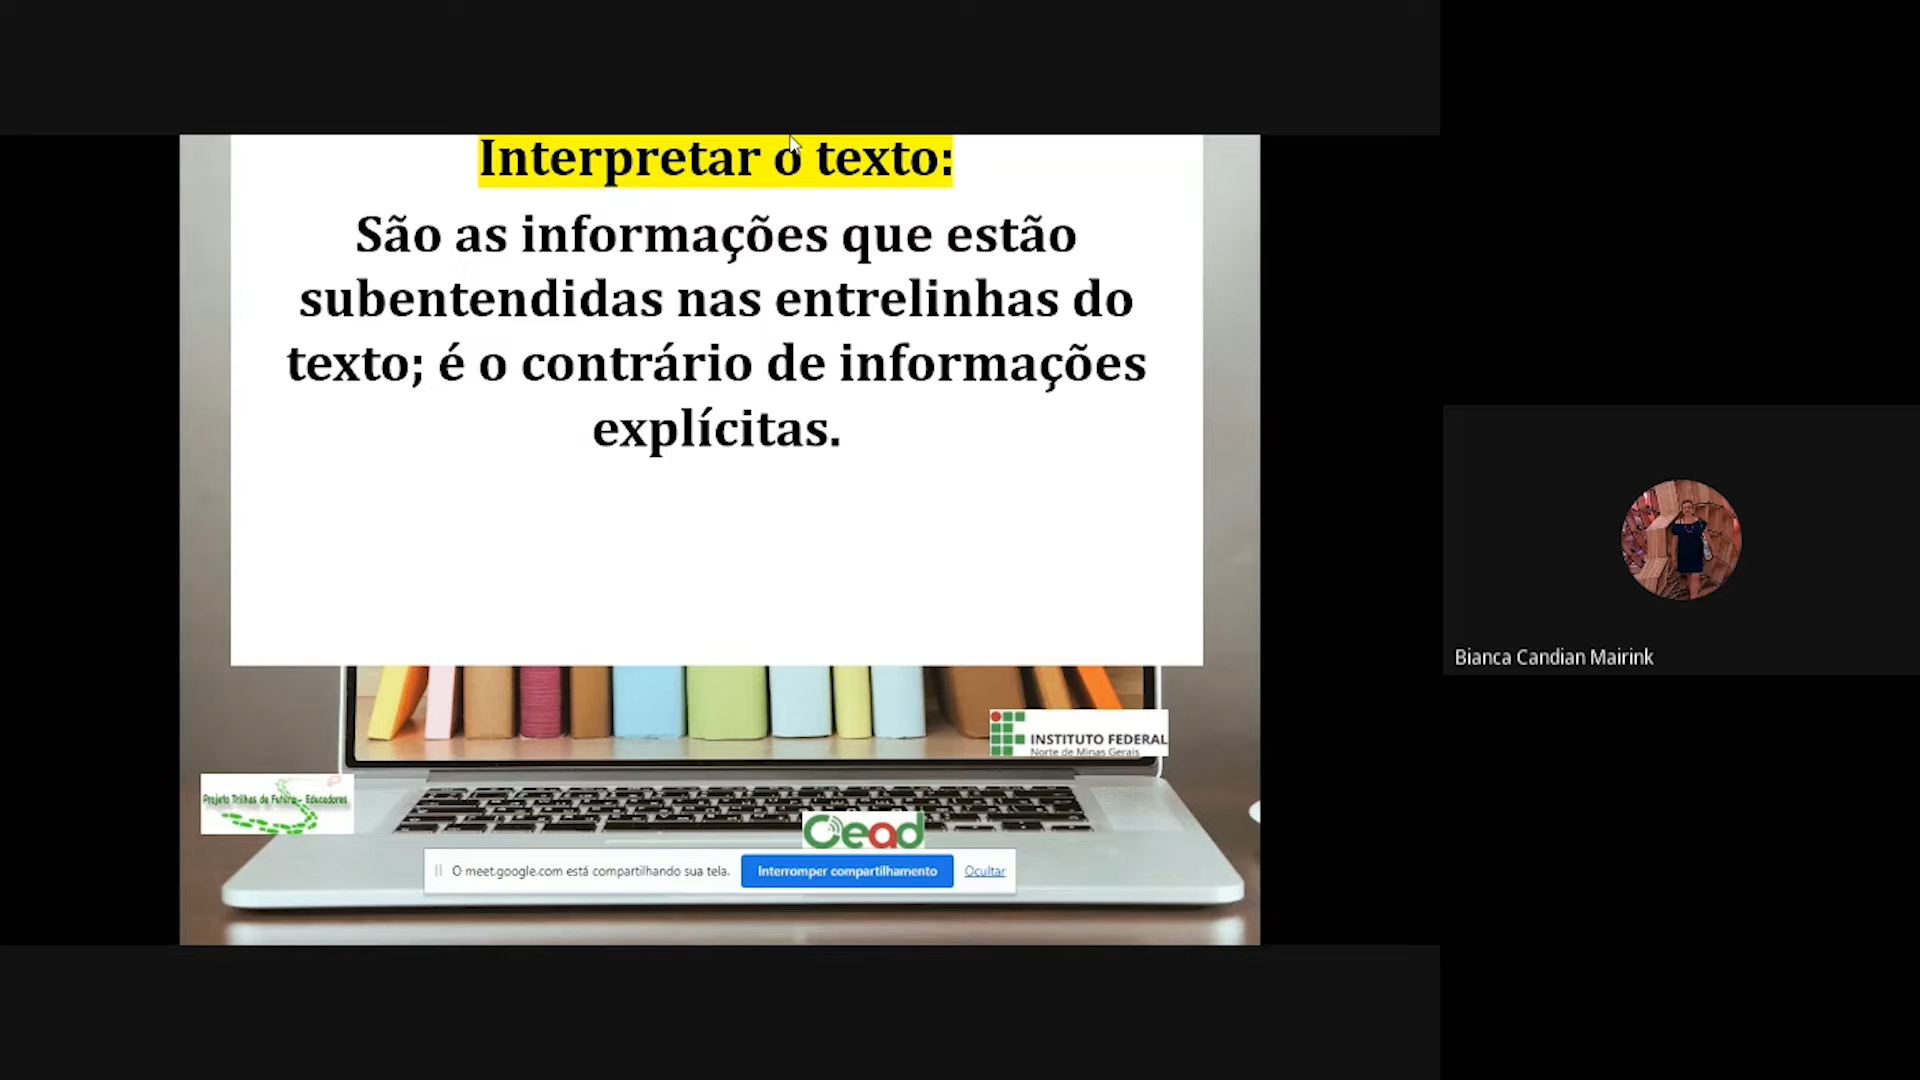 Interpretar o texto:
São as informações que estão
subentendidas nas entrelinhas do
texto; é o contrário de informações
explícitas.
INSTITUTO FEDERAL
Norte de Minas Gerais
Projeto Trilhas de Futuro - Educadores
Cead
O meet.google.com está compartilhando sua tela.
Interromper compartilhamento
Ocultar
Bianca Candian Mairink